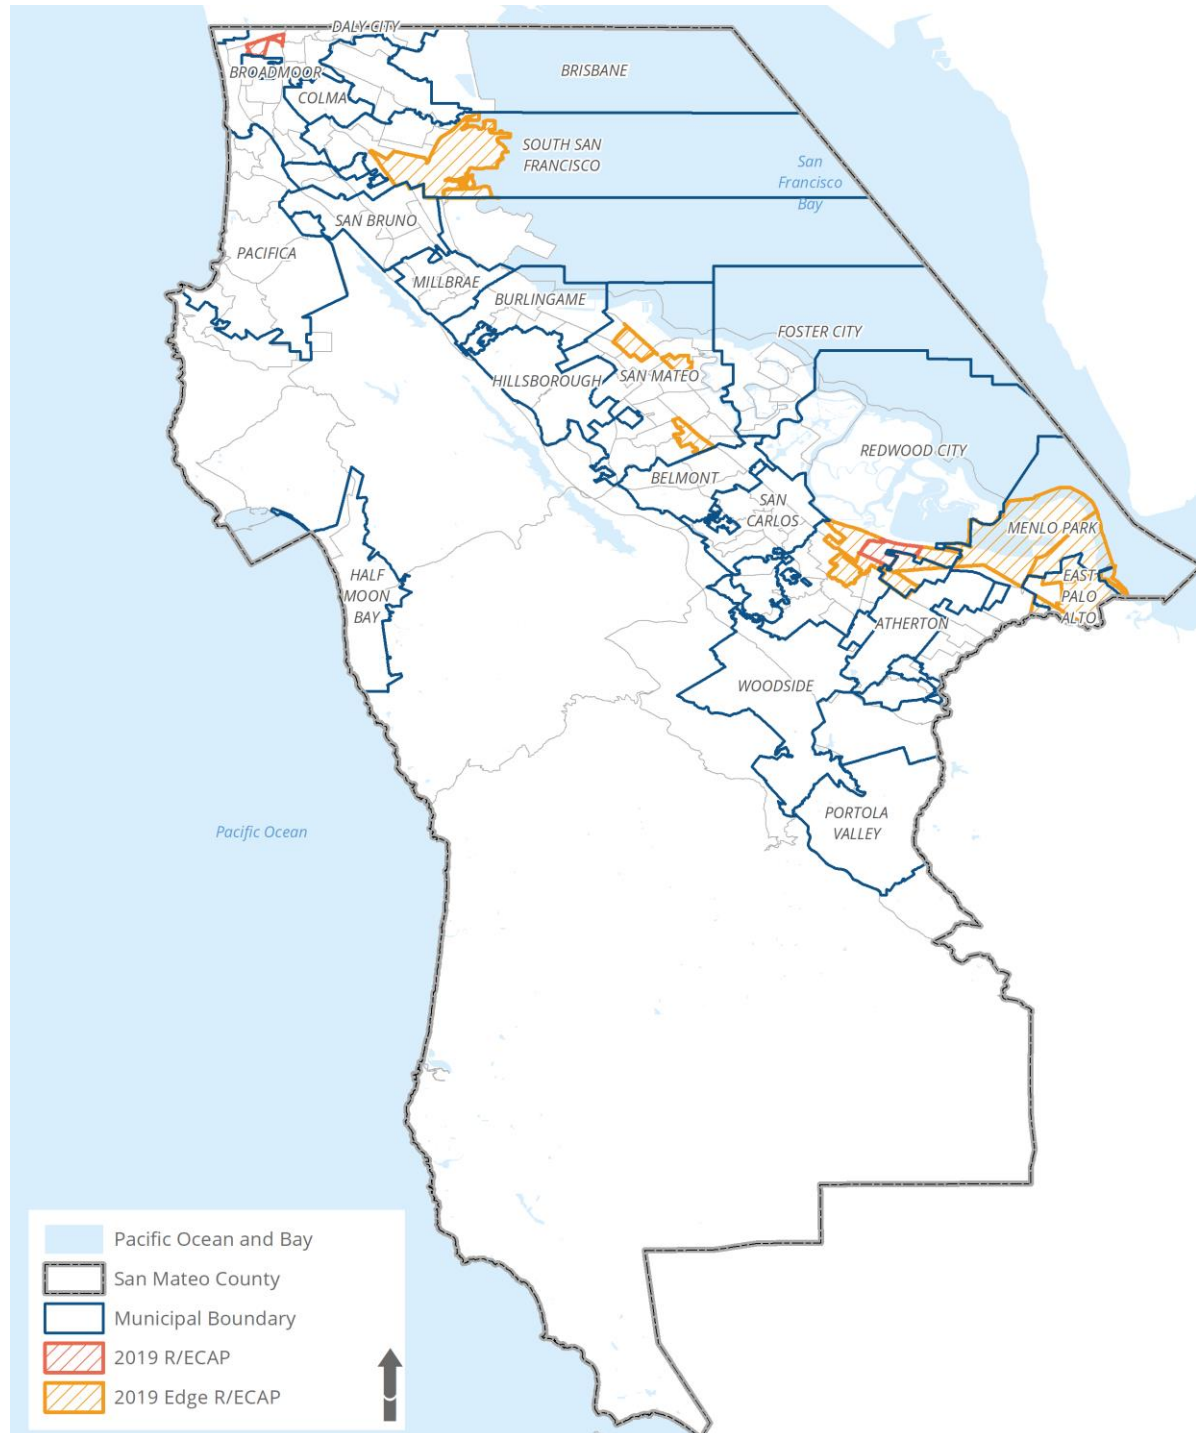 DALY CITY
BROADMOOR
BRISBANE
COLMA
SOUTH SAN
FRANCISCO
San
Francisco
Bay
SAN BRUNO
PACIFICA
MILLBRAE
BURLINGAME
FOSTER CITY
HILLSBOROUGH
SAN MATEO
REDWOOD CITY
BELMONT
SAN
CARLOS
MENLO PARK
HALF
MOON
BAY
EAST
PALO
ALTO
ATHERTON
WOODSIDE
PORTOLA
VALLEY
Pacific Ocean
Pacific Ocean and Bay
San Mateo County
Municipal Boundary
2019 R/ECAP
2019 Edge R/ECAP